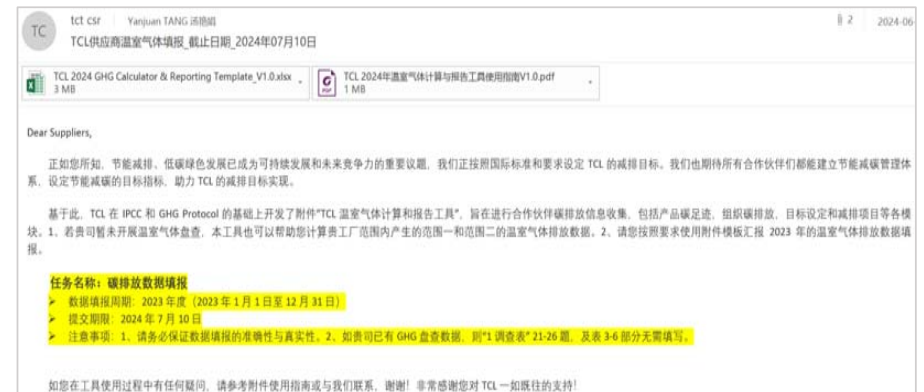 TC
tct csr
Yanjuan TANG 汤艳娟
2
2024-06
TCL供应商温室气体填报_截止日期_2024年07月10日
TCL 2024 GHG Calculator & Reporting Template_V1.0.xlsx
3 MB
TCL 2024年温室气体计算与报告工具使用指南V1.0.pdf
1 MB
Dear Suppliers,
正如您所知，节能减排、低碳绿色发展已成为可持续发展和未来竞争力的重要议题，我们正按照国际标准和要求设定 TCL 的减排目标。我们也期待所有合作伙伴们都能建立节能减碳管理体
系、设定节能减碳的目标指标，助力 TCL 的减排目标实现。
基于此，TCL 在 IPCC 和 GHG Protocol 的基础上开发了附件“TCL 温室气体计算和报告工具”，旨在进行合作伙伴碳排放信息收集，包括产品碳足迹，组织碳排放，目标设定和减排项目等各模
块。1、若贵司暂未开展温室气体盘查，本工具也可以帮助您计算贵工厂范围内产生的范围一和范围二的温室气体排放数据。2、请您按照要求使用附件模板汇报 2023 年的温室气体排放数据填
报。
任务名称：碳排放数据填报
➢ 数据填报周期：2023 年度（2023 年 1 月 1 日至 12 月 31 日）
➢ 提交期限：2024 年 7 月 10 日
➢ 注意事项：1、请务必保证数据填报的准确性与真实性。2、如贵司已有 GHG 盘查数据，则“1 调查表” 21-26 题，及表 3-6 部分无需填写。
如您在工具使用过程中有任何疑问，请参考附件使用指南或与我们联系，谢谢！非常感谢您对 TCL 一如既往的支持！